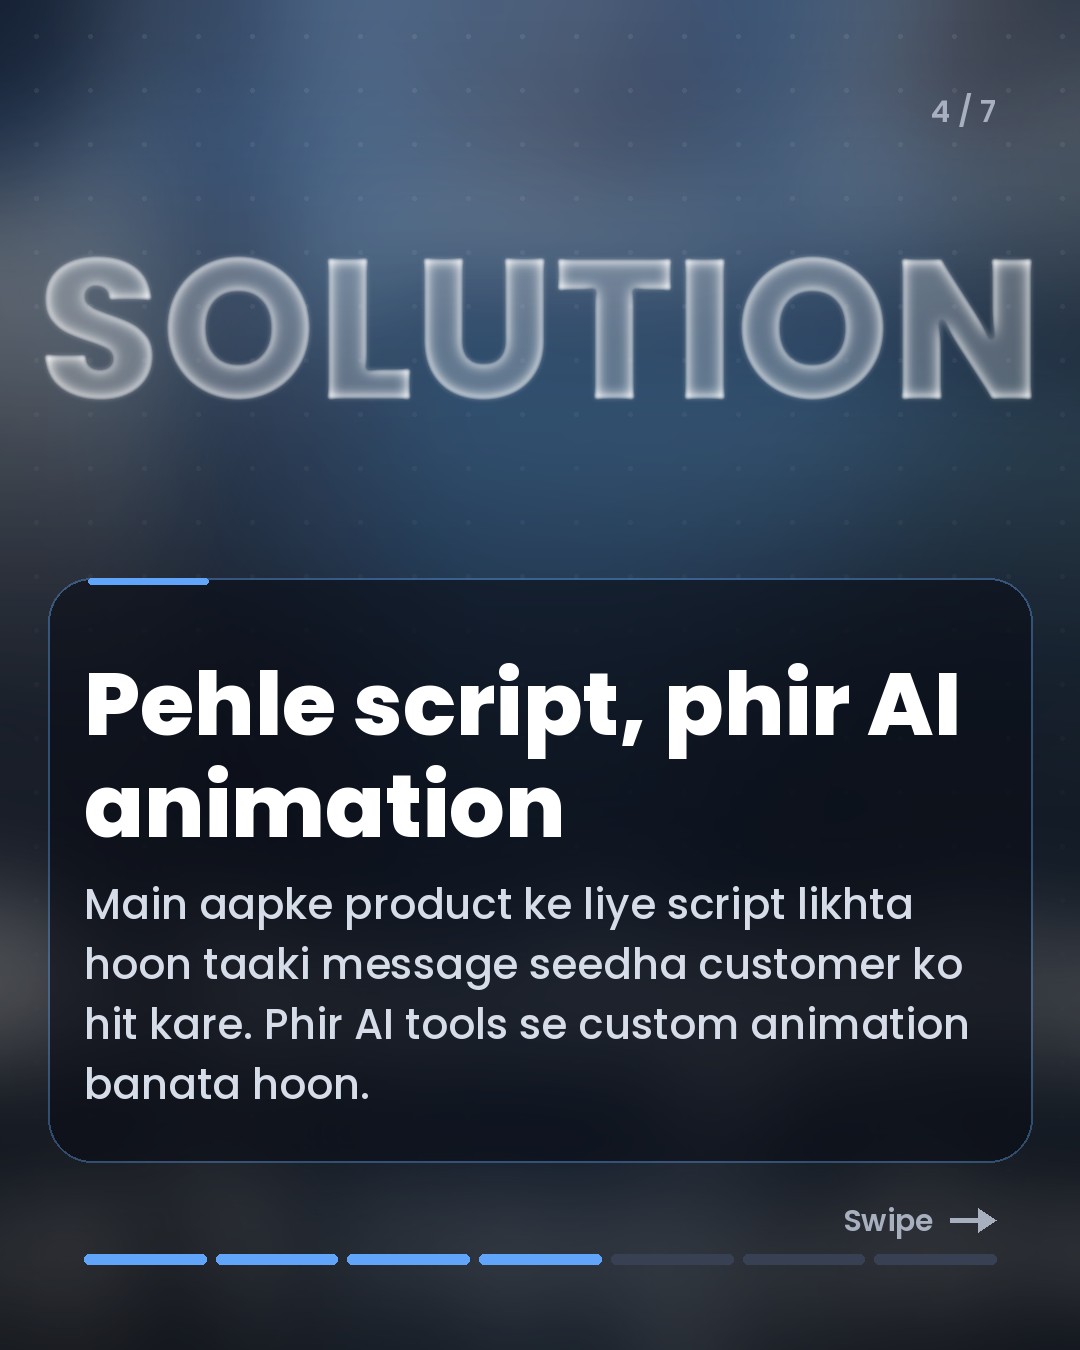 4 / 7
SOLUTION
Pehle script, phir AI
animation
Main aapke product ke liye script likhta
hoon taaki message seedha customer ko
hit kare. Phir AI tools se custom animation
banata hoon.
Swipe